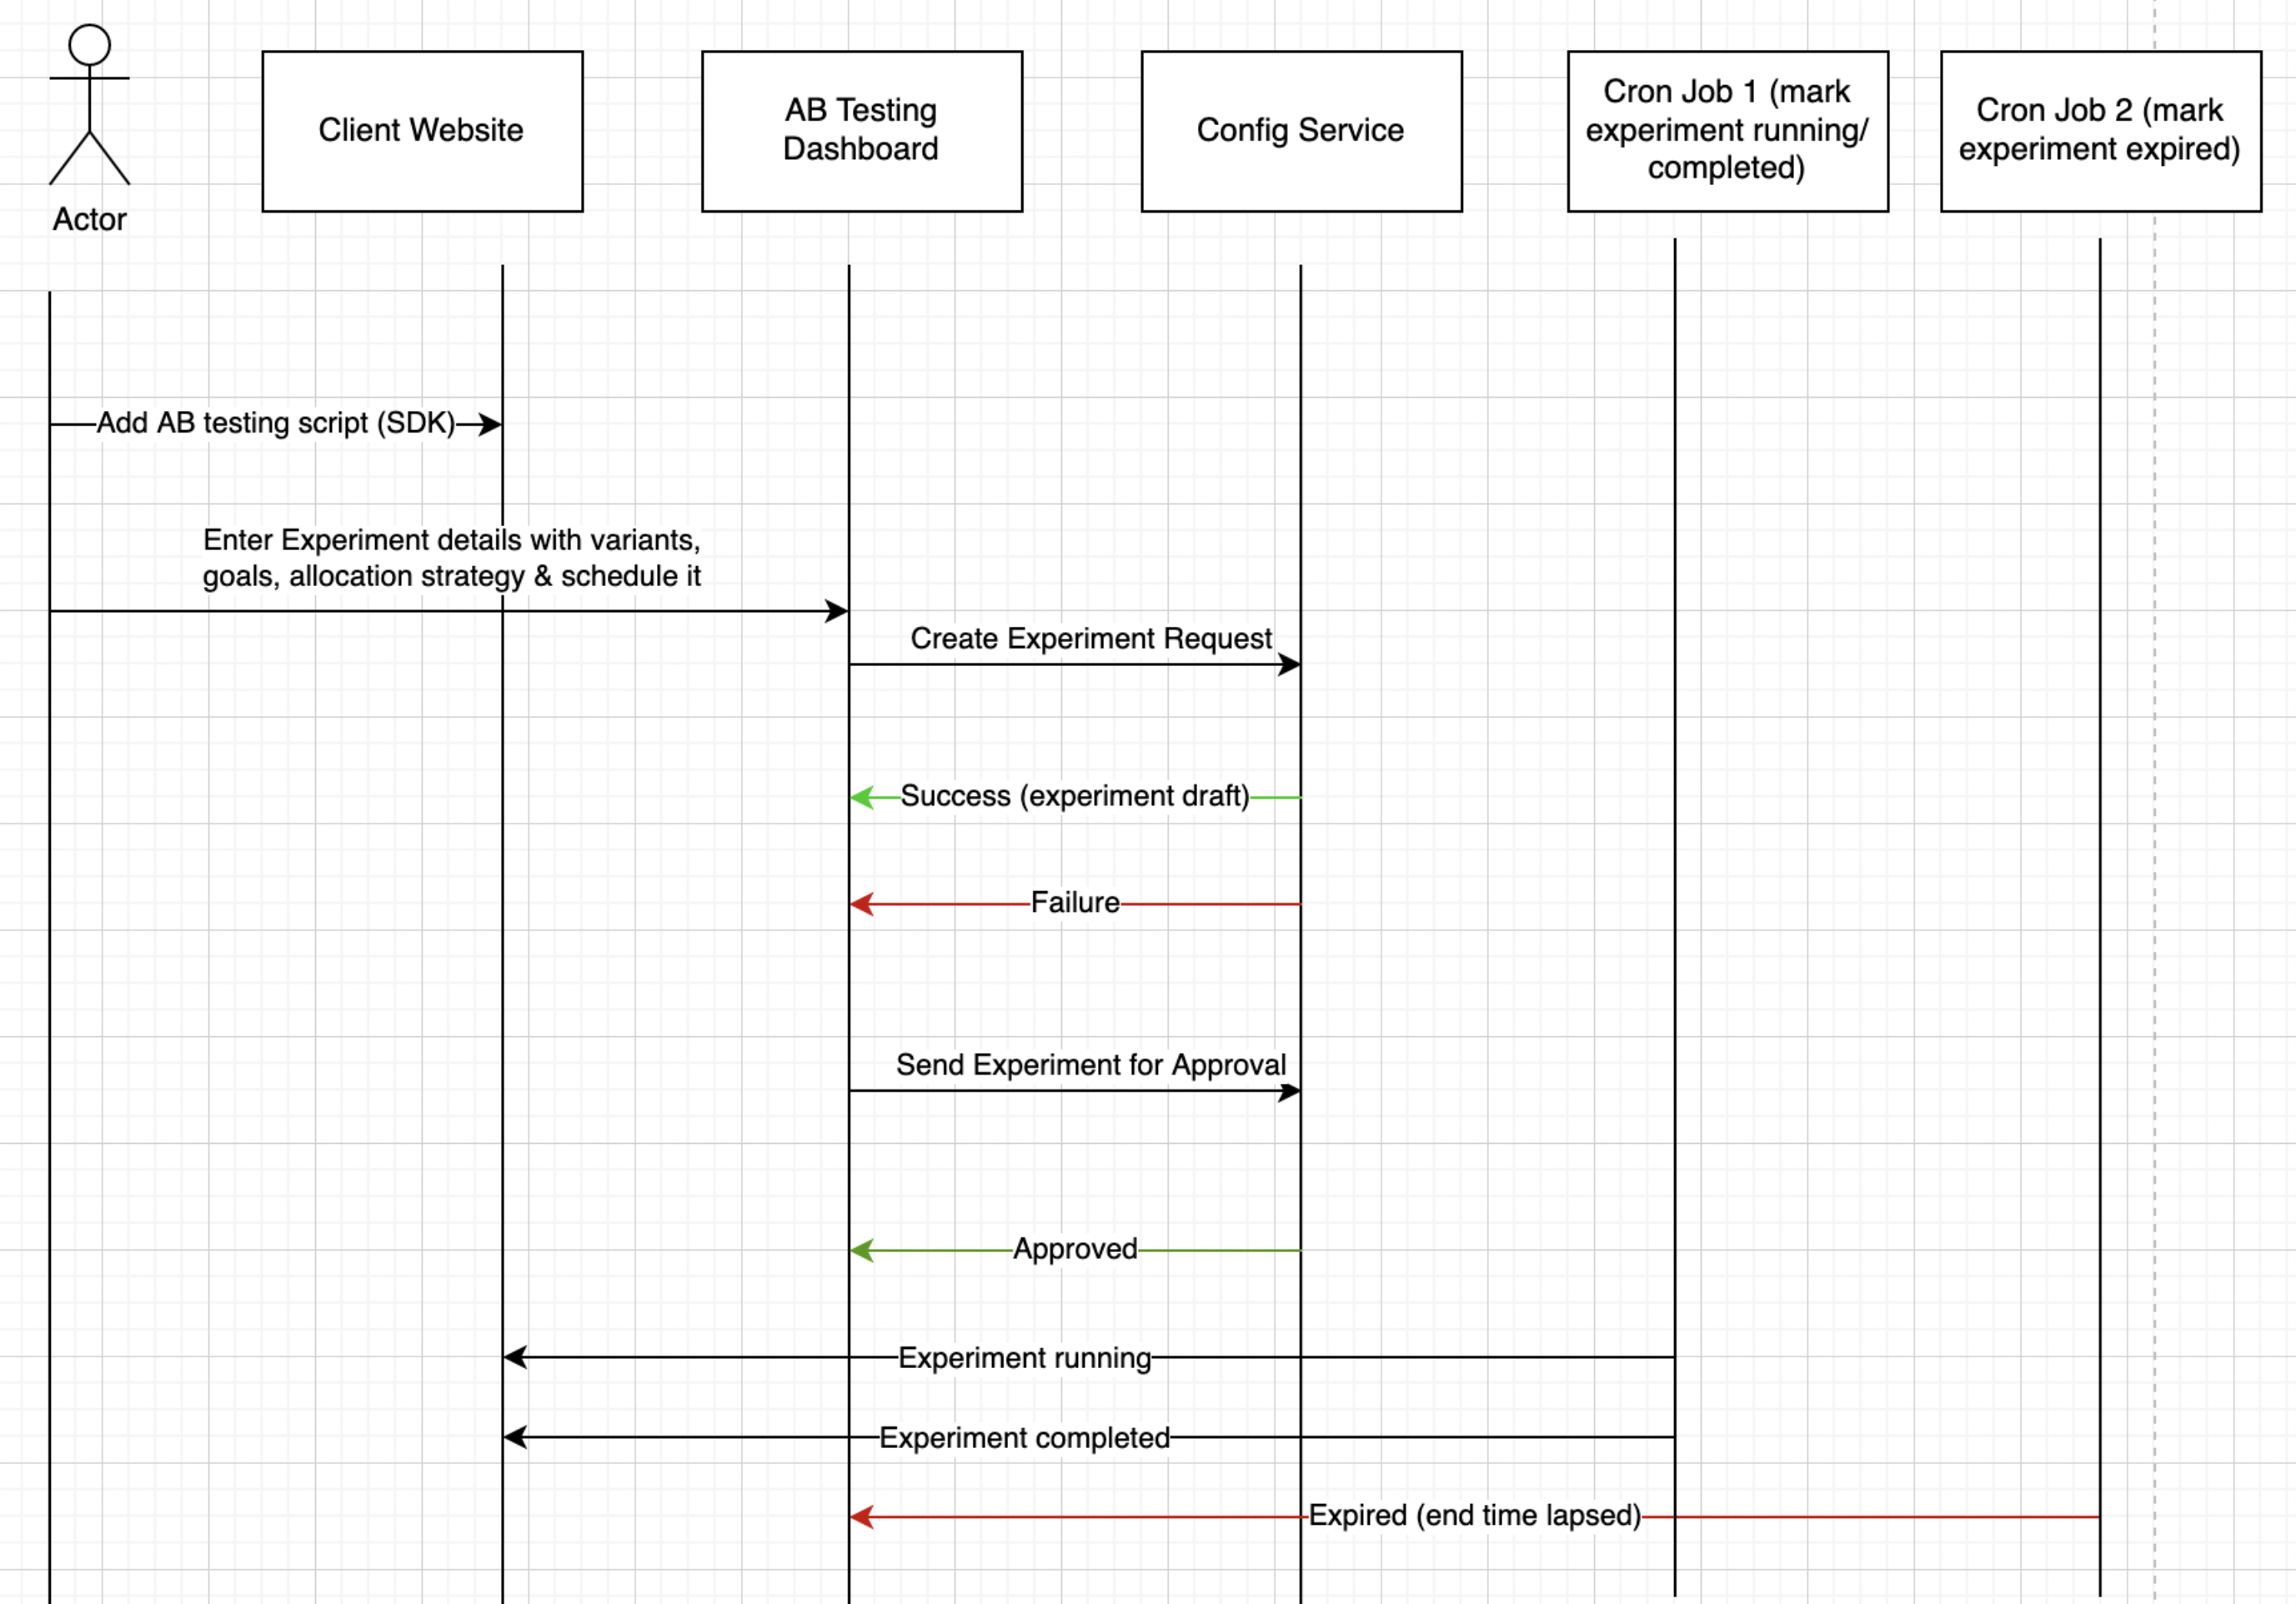 Actor
Client Website
AB Testing
Dashboard
Config Service
Cron Job 1 (mark
experiment running/
completed)
Cron Job 2 (mark
experiment expired)
Add AB testing script (SDK)
Enter Experiment details with variants,
goals, allocation strategy & schedule it
Create Experiment Request
Success (experiment draft)
Failure
Send Experiment for Approval
Approved
Experiment running
Experiment completed
Expired (end time lapsed)